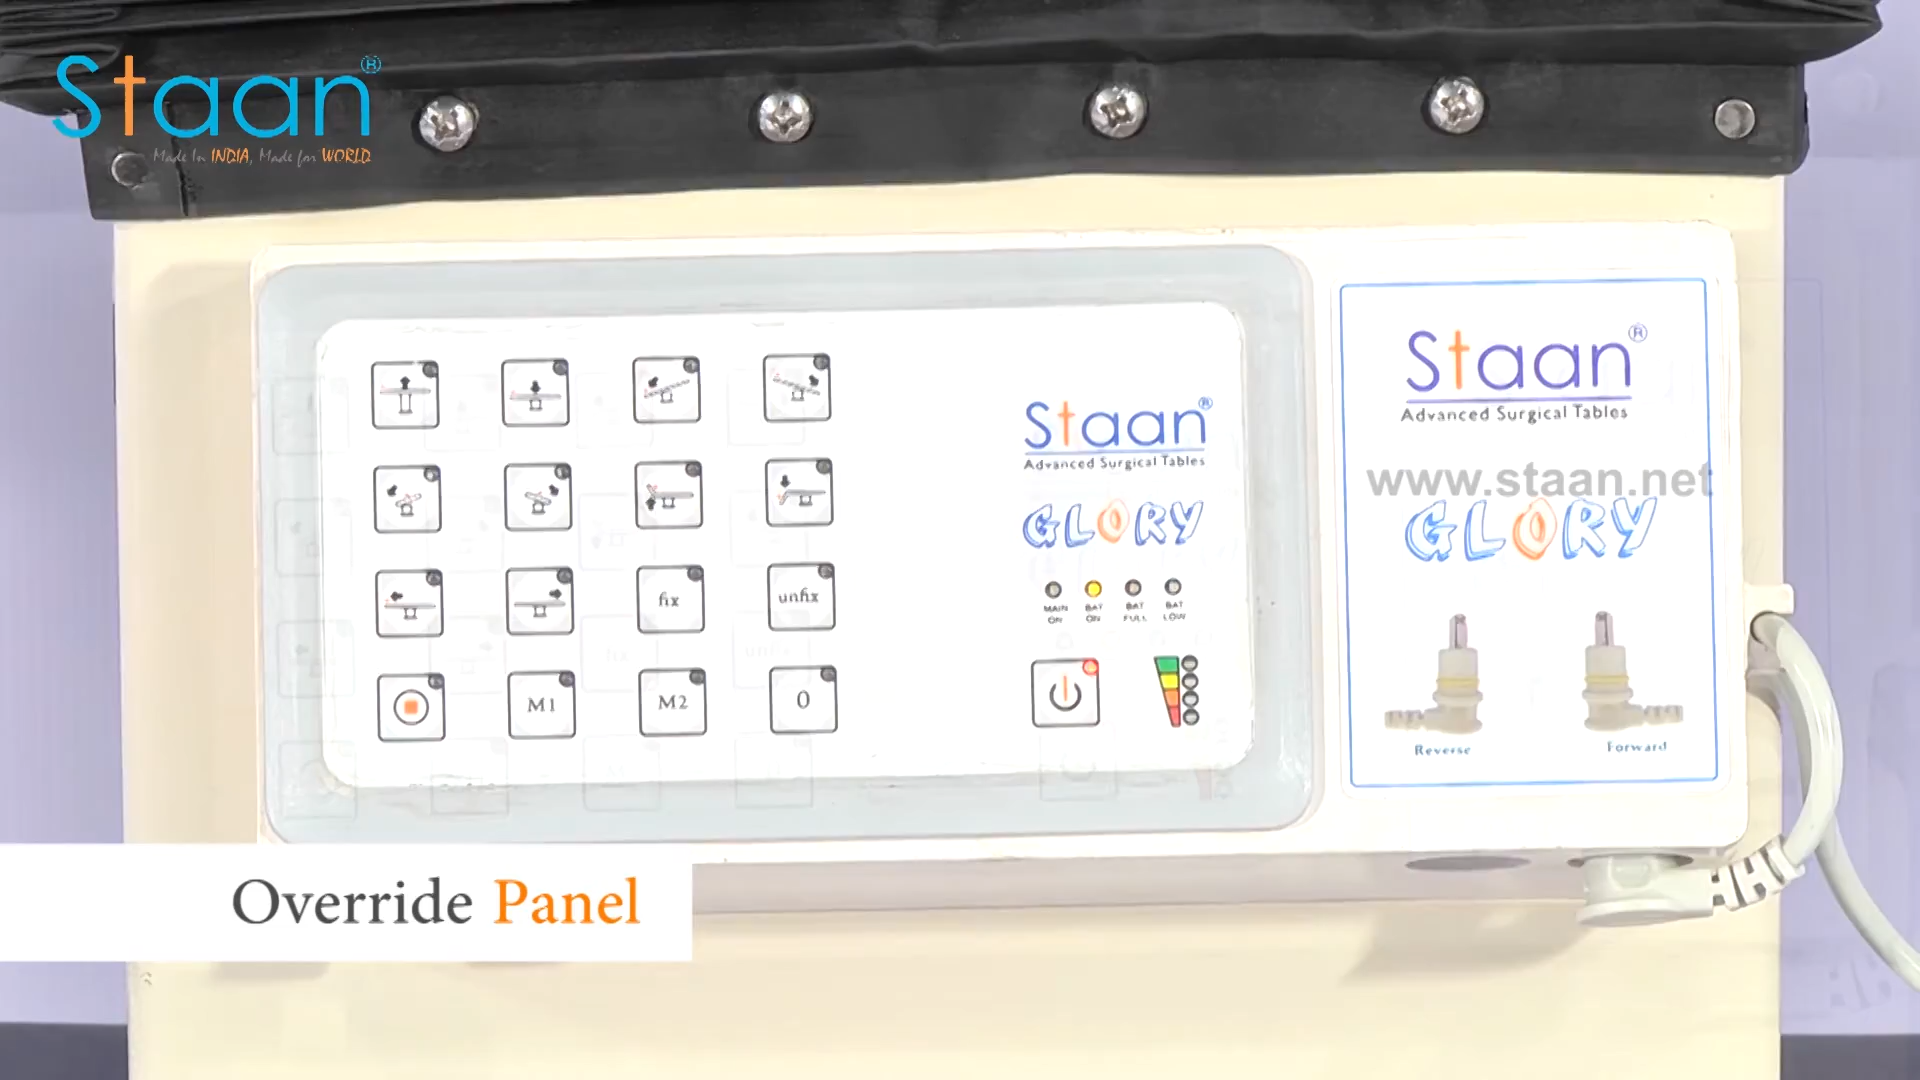 Staan®
Made In INDIA, Made for WORLD
fix
unfix
M1
M2
0
Staan®
Advanced Surgical Tables
GLORY
MAIN ON
BAT ON
BAT FULL
BAT LOW
Staan®
Advanced Surgical Tables
www.staan.net
GLORY
Reverse
Forward
Override Panel